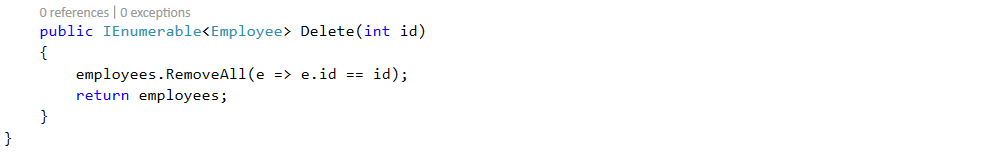 0 references | 0 exceptions
public IEnumerable<Employee> Delete(int id)
{
employees.RemoveAll(e => e.id == id);
return employees;
}
}